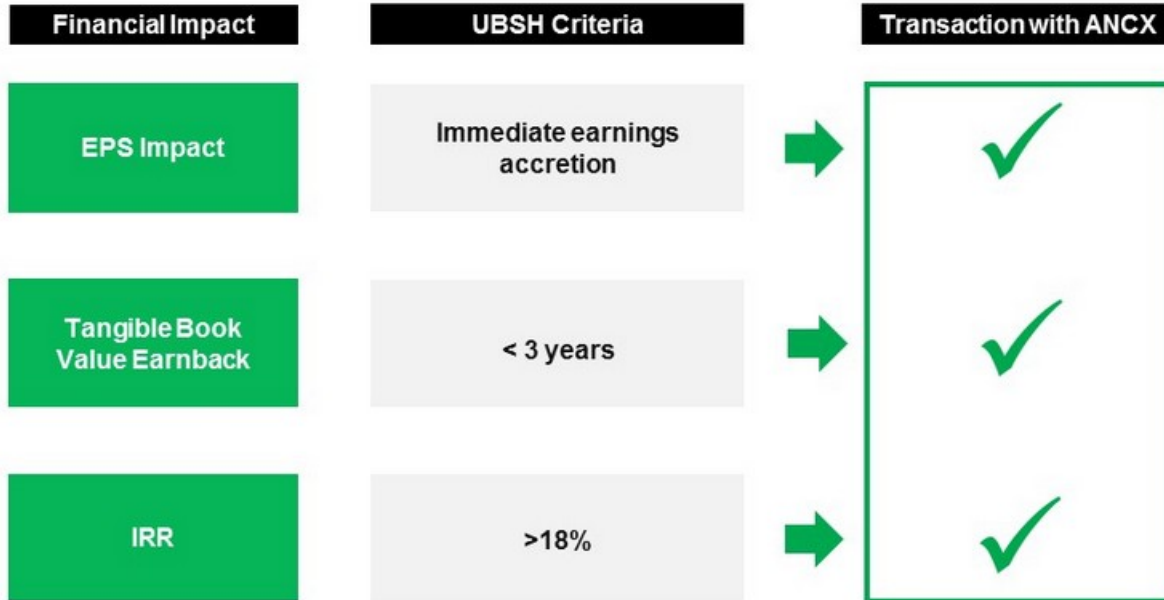 Financial Impact
UBSH Criteria
Transaction with ANCX
EPS Impact
Immediate earnings
accretion
Tangible Book
Value Earnback
< 3 years
IRR
>18%